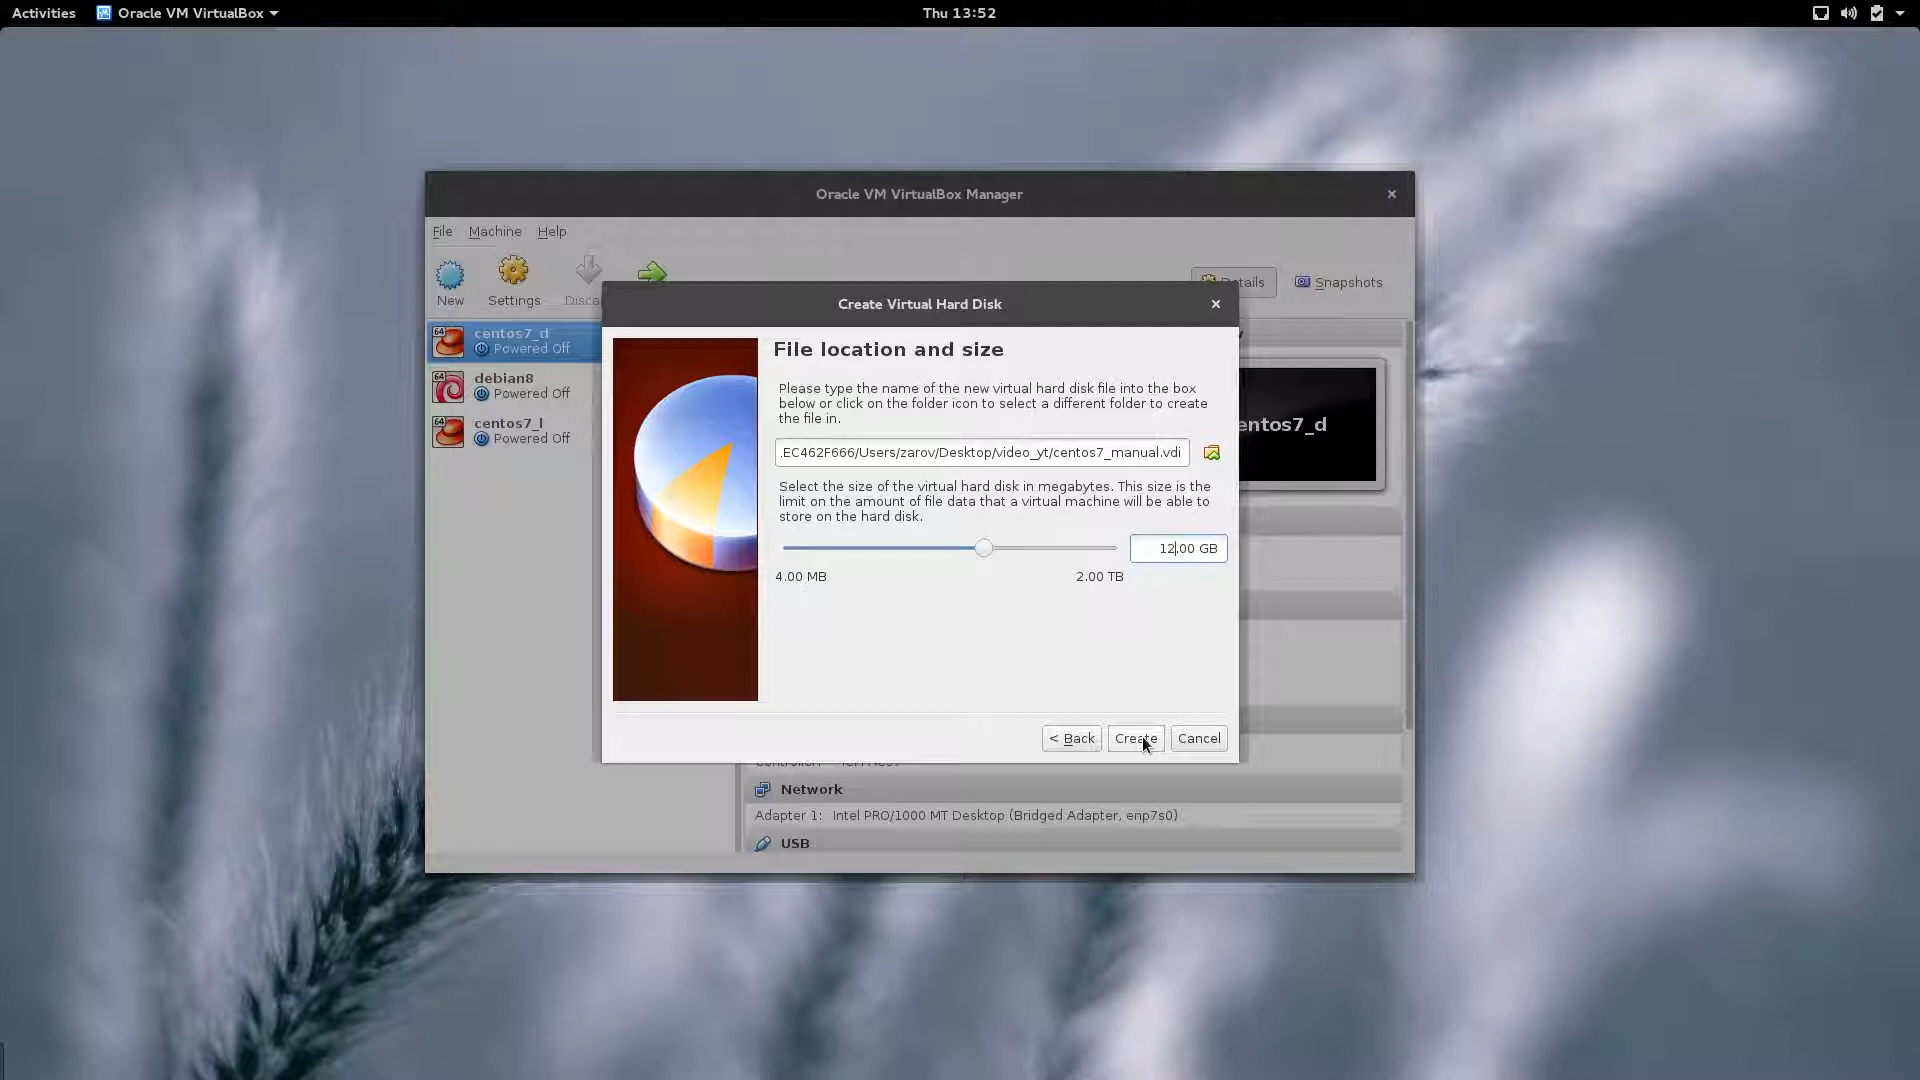 Activities Oracle VM VirtualBox Thu 13:52
Oracle VM VirtualBox Manager
File Machine Help
New Settings Details Snapshots
64 centos7_d
Powered Off
64 debian8
Powered Off
64 centos7_l
Powered Off
Create Virtual Hard Disk
File location and size
Please type the name of the new virtual hard disk file into the box
below or click on the folder icon to select a different folder to create
the file in.
.EC462F666/Users/zarov/Desktop/video_yt/centos7_manual.vdi
Select the size of the virtual hard disk in megabytes. This size is the
limit on the amount of file data that a virtual machine will be able to
store on the hard disk.
12.00 GB
4.00 MB 2.00 TB
< Back Create Cancel
entos7_d
Network
Adapter 1: Intel PRO/1000 MT Desktop (Bridged Adapter, enp7s0)
USB